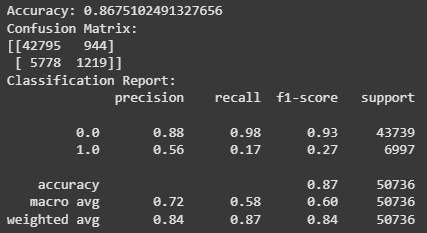 Accuracy: 0.8675102491327656
Confusion Matrix:
[[42795   944]
 [ 5778  1219]]
Classification Report:
              precision    recall  f1-score   support

         0.0       0.88      0.98      0.93     43739
         1.0       0.56      0.17      0.27      6997

    accuracy                           0.87     50736
   macro avg       0.72      0.58      0.60     50736
weighted avg       0.84      0.87      0.84     50736